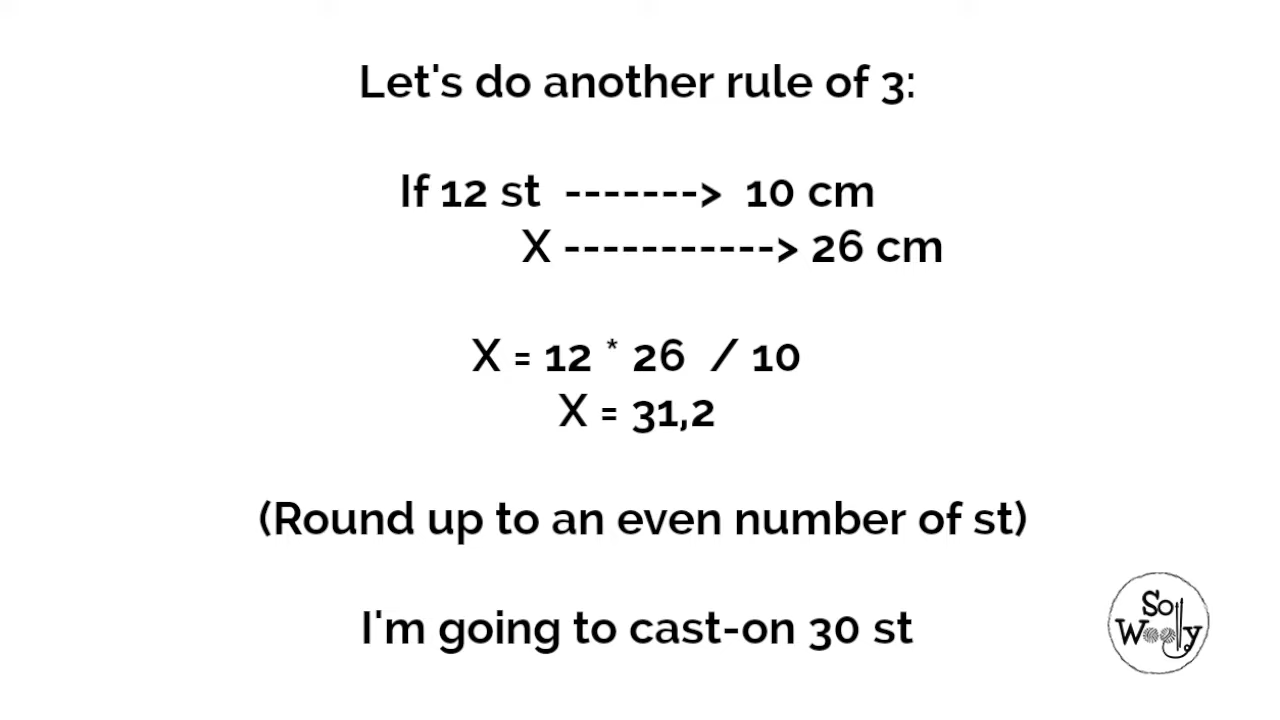 Let's do another rule of 3:
If 12 st -------> 10 cm
X -----------> 26 cm
X = 12 * 26 / 10
X = 31,2
(Round up to an even number of st)
I'm going to cast-on 30 st
So
Woolly